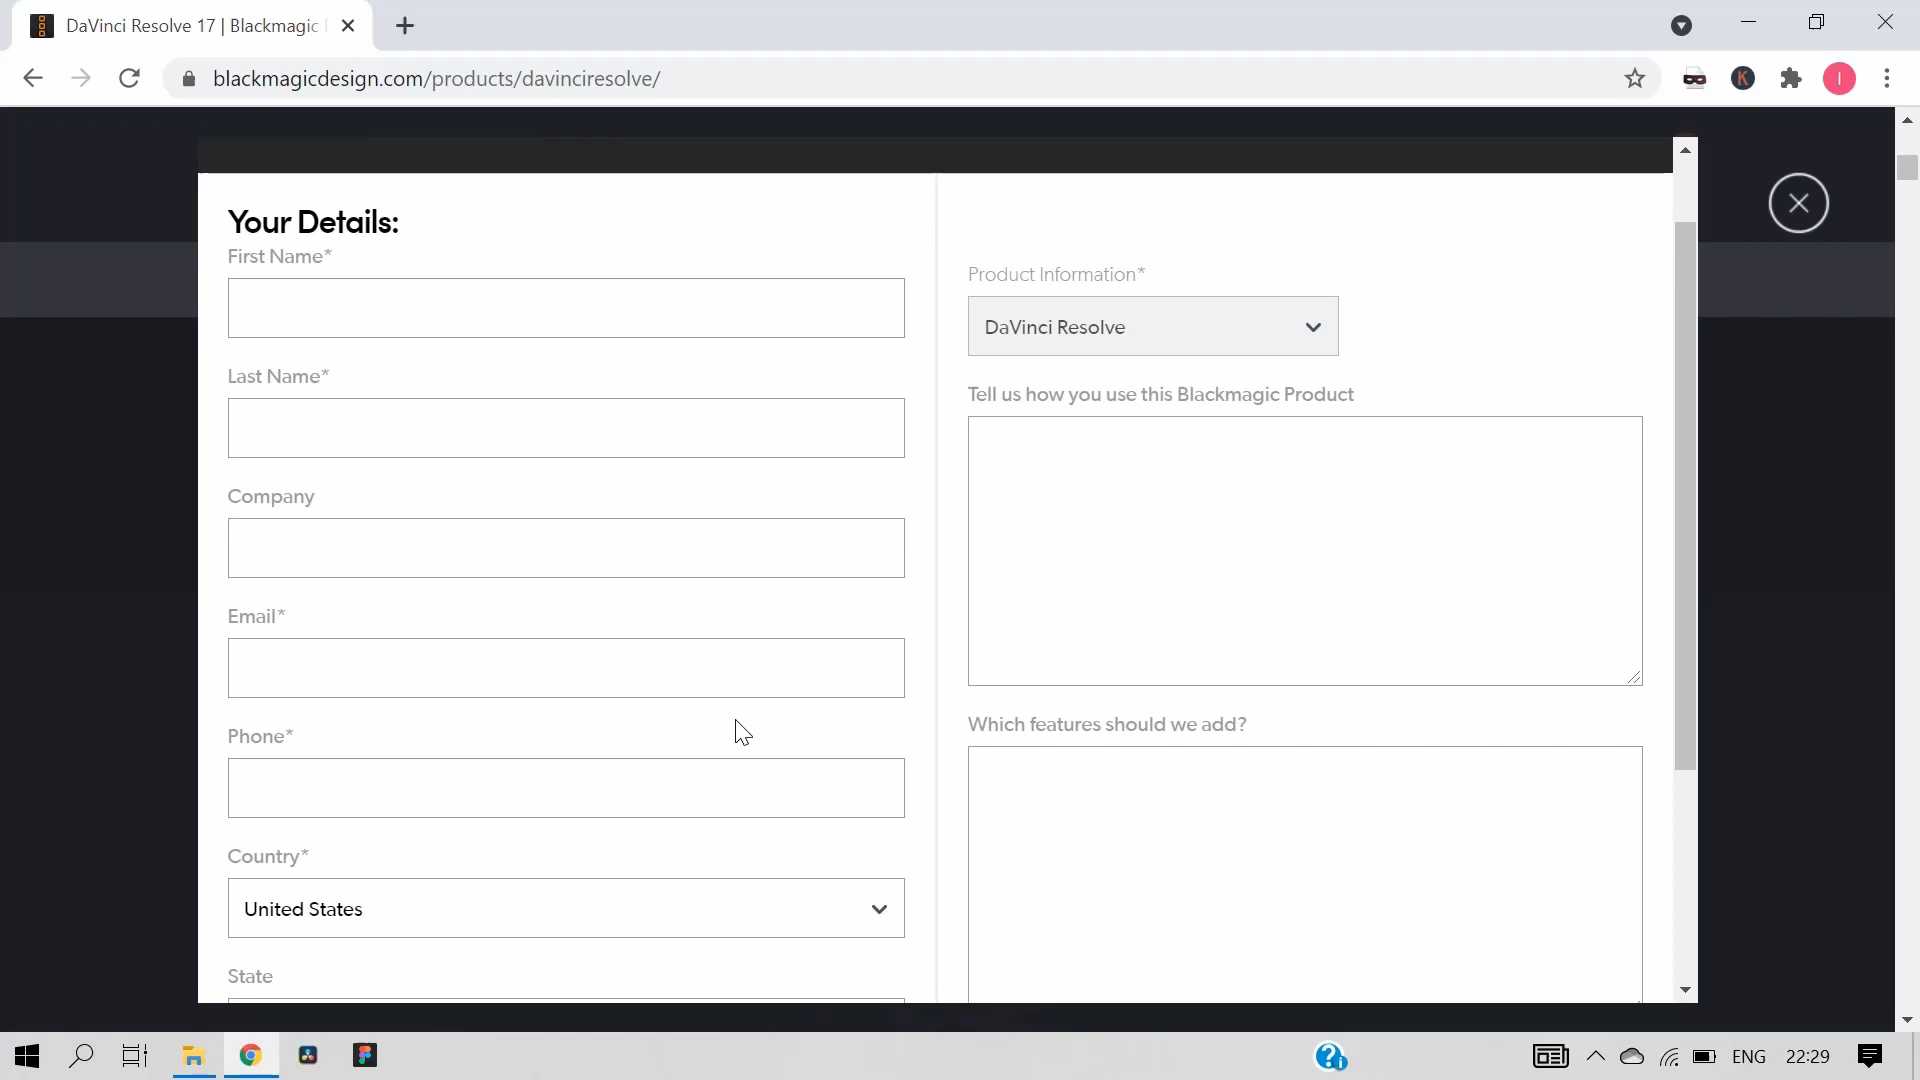 DaVinci Resolve 17 | Blackmagic
blackmagicdesign.com/products/davinciresolve/
K
I
Your Details:
First Name*
Last Name*
Company
Email*
Phone*
Country*
United States
State
Product Information*
DaVinci Resolve
Tell us how you use this Blackmagic Product
Which features should we add?
ENG
22:29